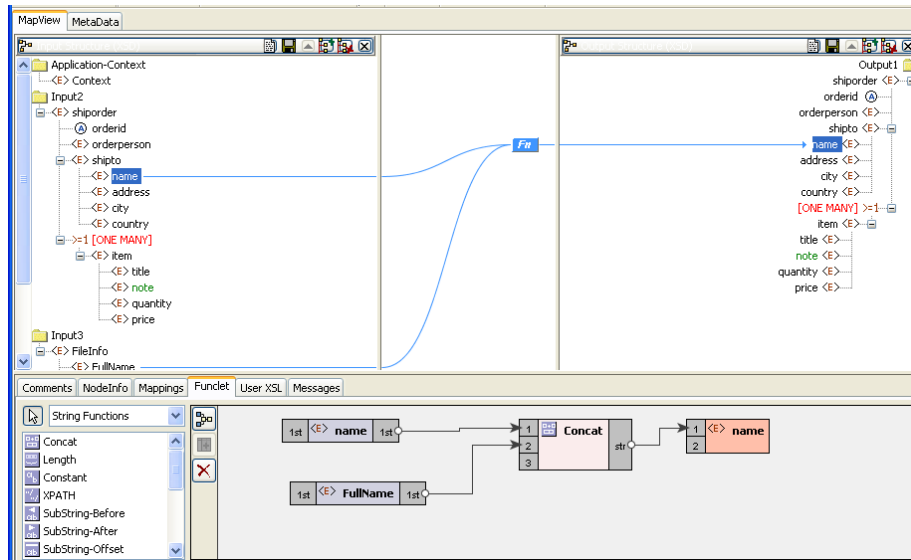 MapView MetaData
Application-Context
<E> Context
Input2
<E> shiporder
A orderid
<E> orderperson
<E> shipto
<E> name
<E> address
<E> city
<E> country
>=1 [ONE MANY]
<E> item
<E> title
<E> note
<E> quantity
<E> price
Input3
<E> FileInfo
<E> FullName
Fn
Output1
shiporder <E>
orderid A
orderperson <E>
shipto <E>
name <E>
address <E>
city <E>
country <E>
[ONE MANY] >=1
item <E>
title <E>
note <E>
quantity <E>
price <E>
Comments NodeInfo Mappings Funclet User XSL Messages
String Functions
Concat
Length
Constant
XPATH
SubString-Before
SubString-After
SubString-Offset
1st <E> name 1st
1st <E> FullName 1st
1 Concat
2 str
3
1 <E> name
2